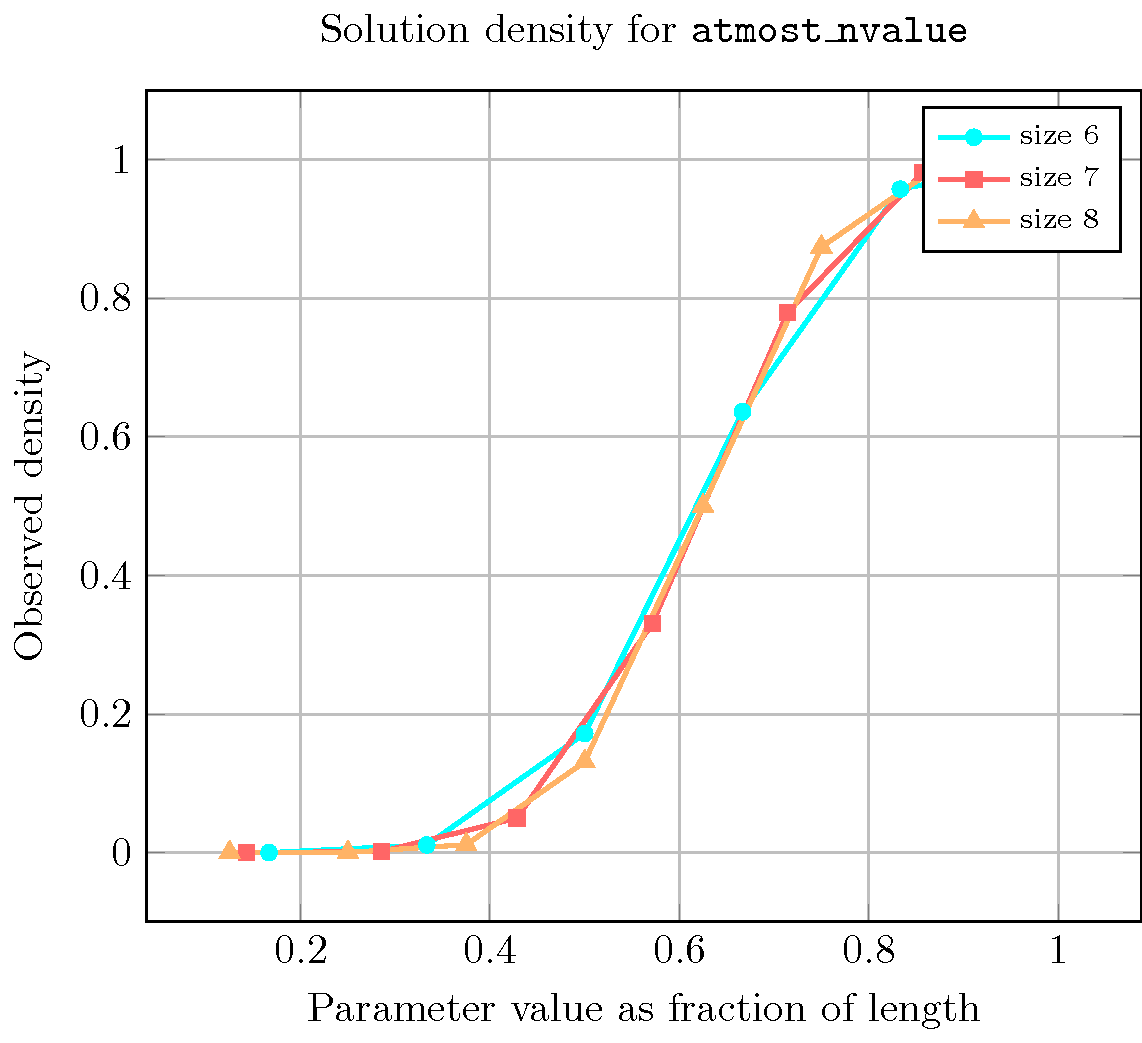 Solution density for atmost_nvalue
size 6
size 7
size 8
1
0.8
0.6
0.4
0.2
0
Observed density
0.2 0.4 0.6 0.8 1
Parameter value as fraction of length